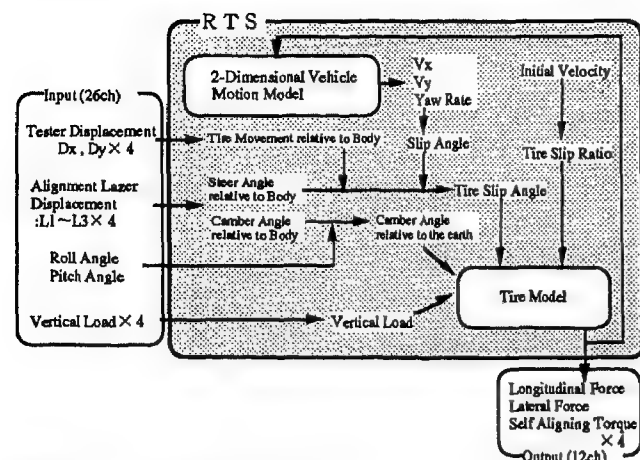 RTS
Input (26ch)
Tester Displacement
Dx, Dy×4
Alignment Lazer
Displacement
:L1~L3×4
Roll Angle
Pitch Angle
Vertical Load×4
2-Dimensional Vehicle
Motion Model
Vx
Vy
Yaw Rate
Initial Velocity
Tire Movement relative to Body
Slip Angle
Tire Slip Ratio
Steer Angle
relative to Body
Tire Slip Angle
Camber Angle
relative to Body
Camber Angle
relative to the earth
Tire Model
Vertical Load
Longitudinal Force
Lateral Force
Self Aligning Torque
×4
Output (12ch)